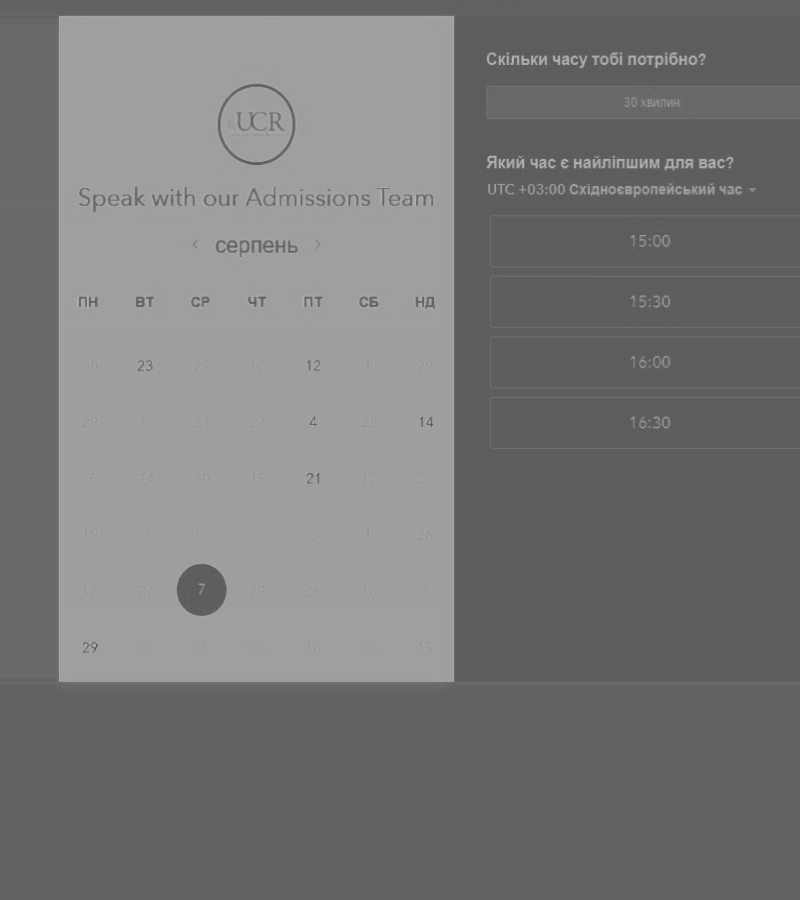 UCR
Speak with our Admissions Team
‹ серпень ›
ПН ВТ СР ЧТ ПТ СБ НД
30 23 29 12 12 1 29
29 13 31 27 4 25 14
7 14 30 19 21 17 23
19 7 18 2 6 1 26
17 27 7 29 25 18
29 7 18 23 15
Скільки часу тобі потрібно?
30 хвилин
Який час є найліпшим для вас?
UTC +03:00 Східноєвропейський час
15:00
15:30
16:00
16:30